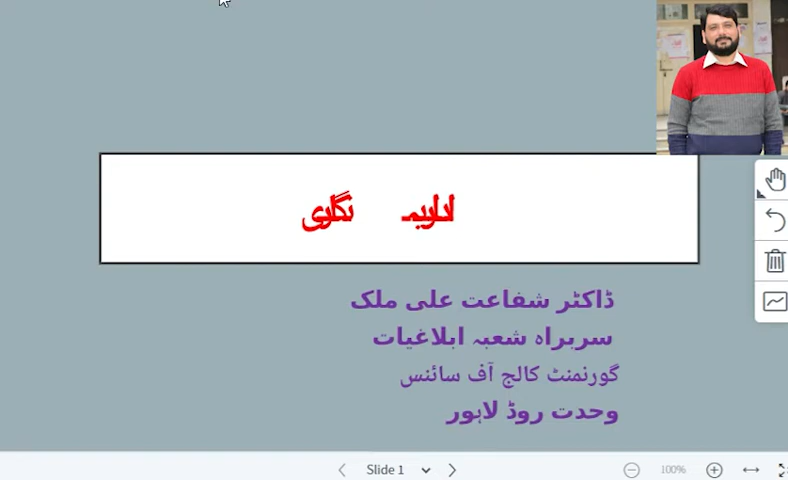 اداریہ نگاری
ڈاکٹر شفاعت علی ملک
سربراہ شعبہ ابلاغیات
گورنمنٹ کالج آف سائنس
وحدت روڈ لاہور
Slide 1
100%